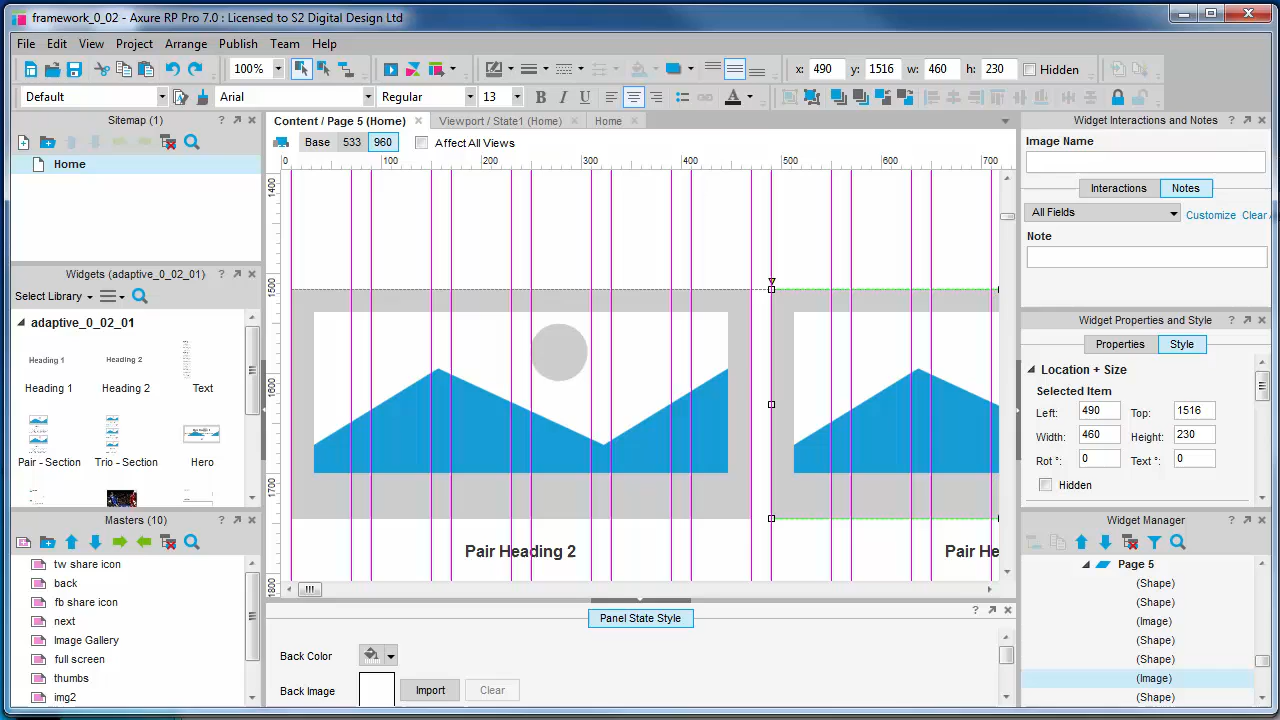 framework_0_02 - Axure RP Pro 7.0 : Licensed to S2 Digital Design Ltd
File Edit View Project Arrange Publish Team Help
100% x: 490 y: 1516 w: 460 h: 230 Hidden
Default Arial Regular 13 B I U A
Sitemap (1) ?
Home
Widgets (adaptive_0_02_01) ?
Select Library
adaptive_0_02_01
Heading 1 Heading 2
Heading 1 Heading 2 Text
Pair - Section Trio - Section Hero
Masters (10) ?
tw share icon
back
fb share icon
next
Image Gallery
full screen
thumbs
img2
Content / Page 5 (Home) Viewport / State1 (Home) Home
Base 533 960 Affect All Views
0 100 200 300 400 500 600 700
1400
1500
1600
1700
1800
Pair Heading 2 Pair He
Panel State Style
?
Back Color
Back Image Import Clear
Widget Interactions and Notes ?
Image Name
Interactions Notes
All Fields Customize Clear A
Note
Widget Properties and Style ?
Properties Style
Location + Size
Selected Item
Left: 490 Top: 1516
Width: 460 Height: 230
Rot °: 0 Text °: 0
Hidden
Widget Manager ?
Page 5
(Shape)
(Shape)
(Image)
(Shape)
(Shape)
(Image)
(Shape)